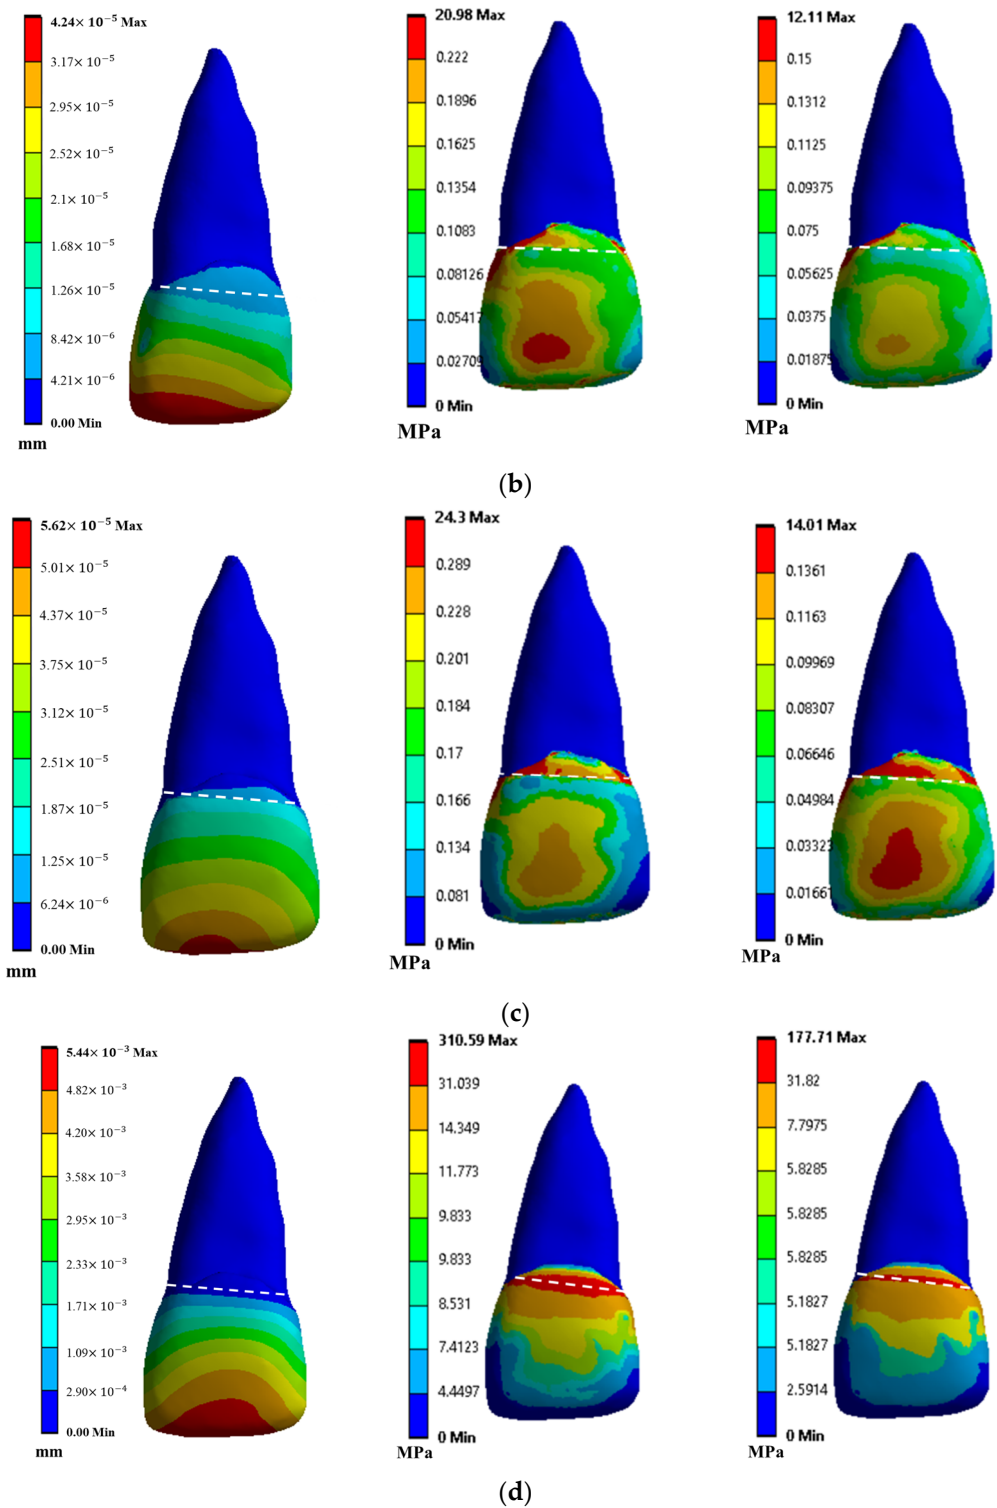 4.24× 10⁻⁵ Max
3.17× 10⁻⁵
2.95× 10⁻⁵
2.52× 10⁻⁵
2.1× 10⁻⁵
1.68× 10⁻⁵
1.26× 10⁻⁵
8.42× 10⁻⁶
4.21× 10⁻⁶
0.00 Min
mm
20.98 Max
0.222
0.1896
0.1625
0.1354
0.1083
0.08126
0.05417
0.02709
0 Min
MPa
12.11 Max
0.15
0.1312
0.1125
0.09375
0.075
0.05625
0.0375
0.01875
0 Min
MPa
(b)
5.62× 10⁻⁵ Max
5.01× 10⁻⁵
4.37× 10⁻⁵
3.75× 10⁻⁵
3.12× 10⁻⁵
2.51× 10⁻⁵
1.87× 10⁻⁵
1.25× 10⁻⁵
6.24× 10⁻⁶
0.00 Min
mm
24.3 Max
0.289
0.228
0.201
0.184
0.17
0.166
0.134
0.081
0 Min
MPa
14.01 Max
0.1361
0.1163
0.09969
0.08307
0.06646
0.04984
0.03323
0.01661
0 Min
MPa
(c)
5.44× 10⁻³ Max
4.82× 10⁻³
4.20× 10⁻³
3.58× 10⁻³
2.95× 10⁻³
2.33× 10⁻³
1.71× 10⁻³
1.09× 10⁻³
2.90× 10⁻⁴
0.00 Min
mm
310.59 Max
31.039
14.349
11.773
9.833
9.833
8.531
7.4123
4.4497
0 Min
MPa
177.71 Max
31.82
7.7975
5.8285
5.8285
5.8285
5.1827
5.1827
2.5914
0 Min
MPa
(d)